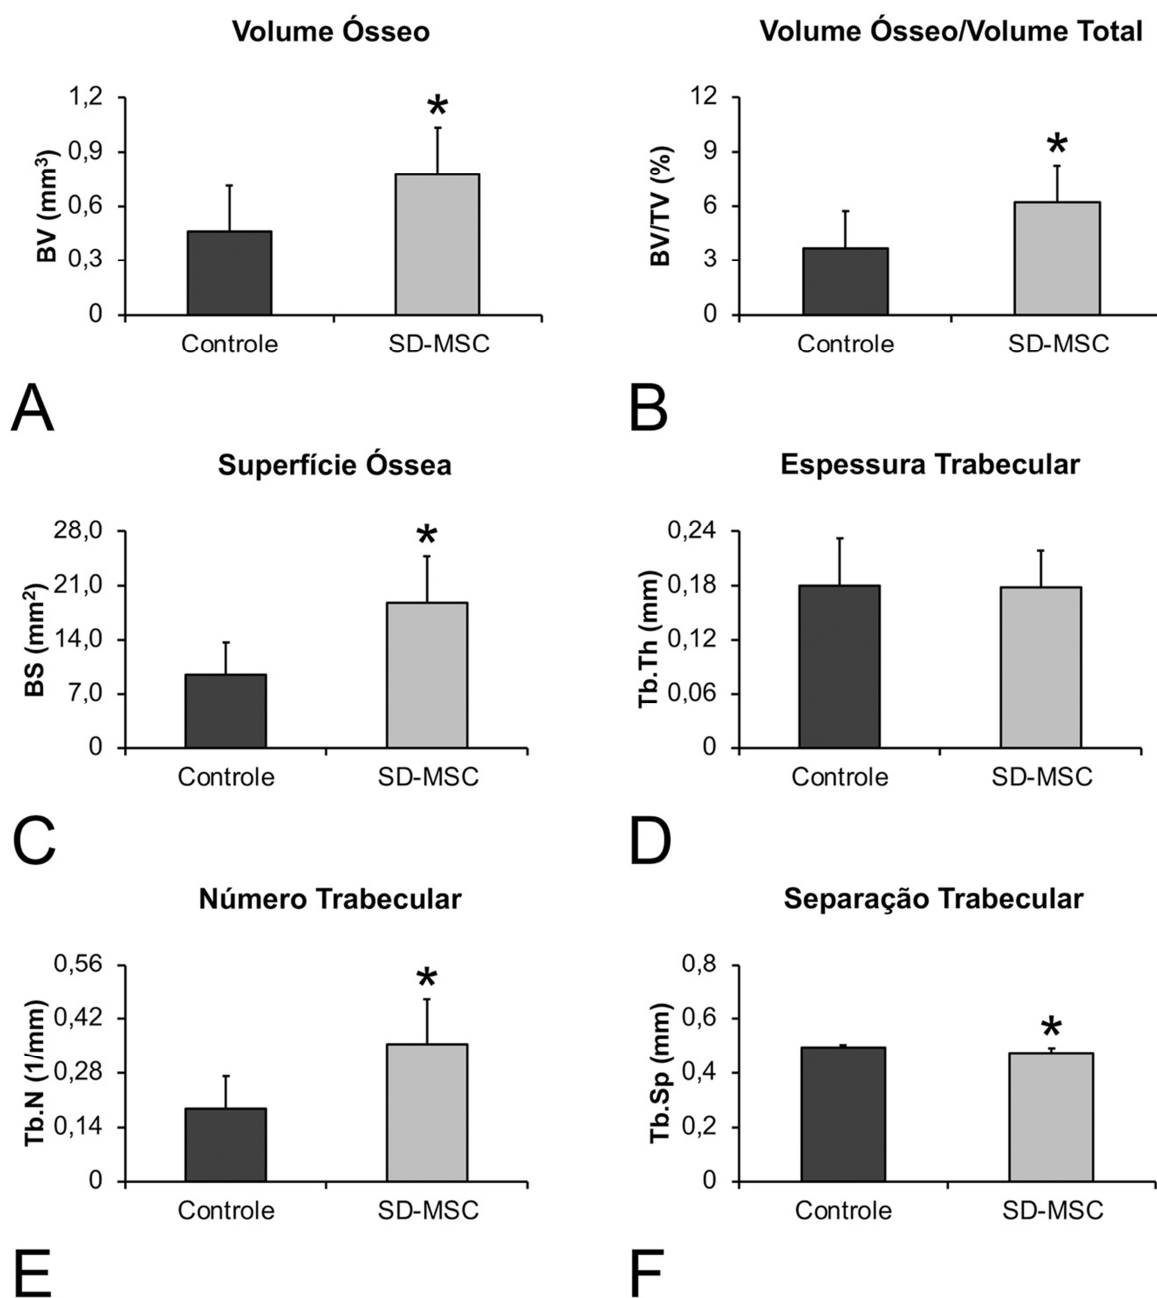 Volume Ósseo
BV (mm³)
1,2
0,9
0,6
0,3
0
*
Controle
SD-MSC
A
Volume Ósseo/Volume Total
BV/TV (%)
12
9
6
3
0
*
Controle
SD-MSC
B
Superfície Óssea
BS (mm²)
28,0
21,0
14,0
7,0
0
*
Controle
SD-MSC
C
Espessura Trabecular
Tb.Th (mm)
0,24
0,18
0,12
0,06
0
Controle
SD-MSC
D
Número Trabecular
Tb.N (1/mm)
0,56
0,42
0,28
0,14
0
*
Controle
SD-MSC
E
Separação Trabecular
Tb.Sp (mm)
0,8
0,6
0,4
0,2
0
*
Controle
SD-MSC
F